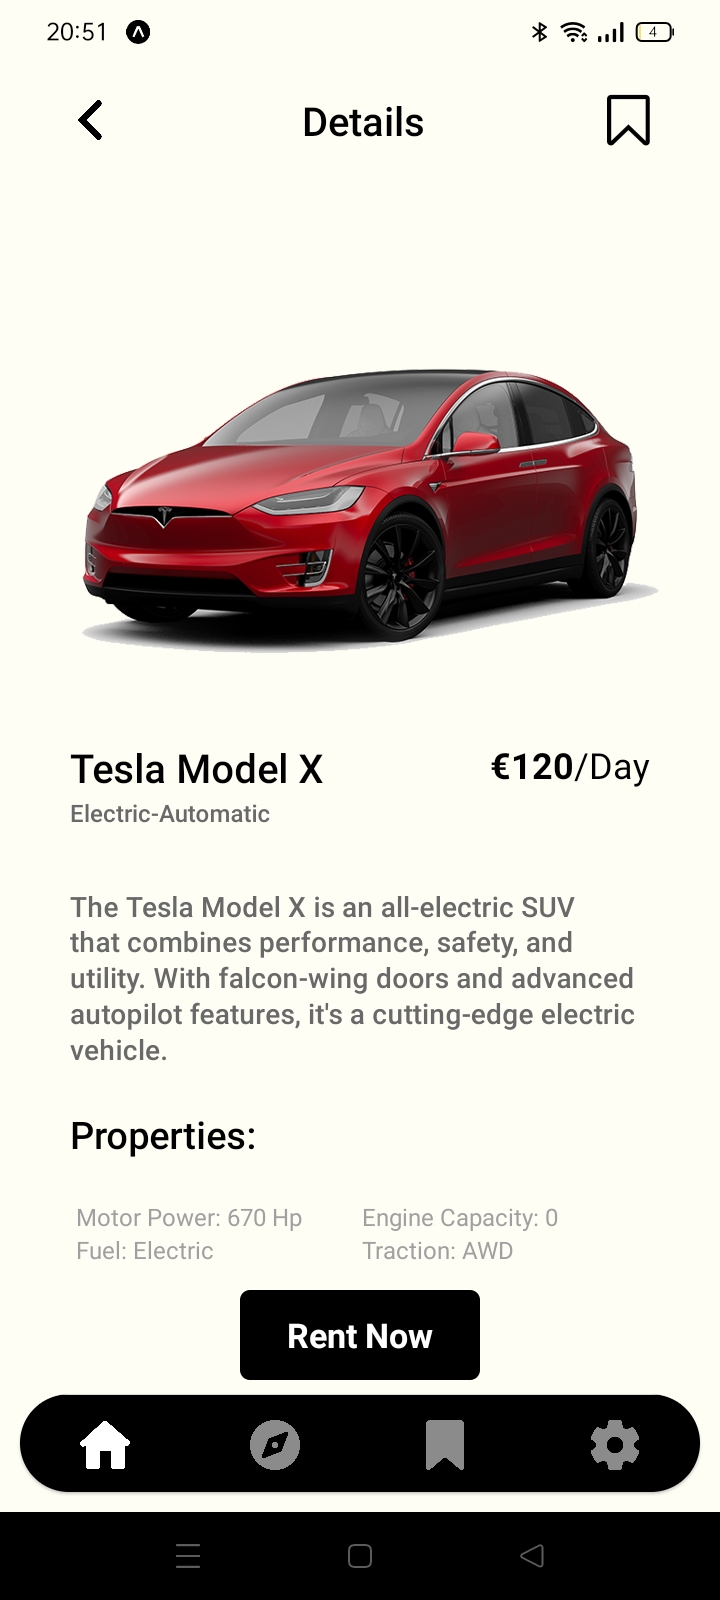 20:51
4
Details
Tesla Model X
€120/Day
Electric-Automatic
The Tesla Model X is an all-electric SUV
that combines performance, safety, and
utility. With falcon-wing doors and advanced
autopilot features, it's a cutting-edge electric
vehicle.
Properties:
Motor Power: 670 Hp
Engine Capacity: 0
Fuel: Electric
Traction: AWD
Rent Now